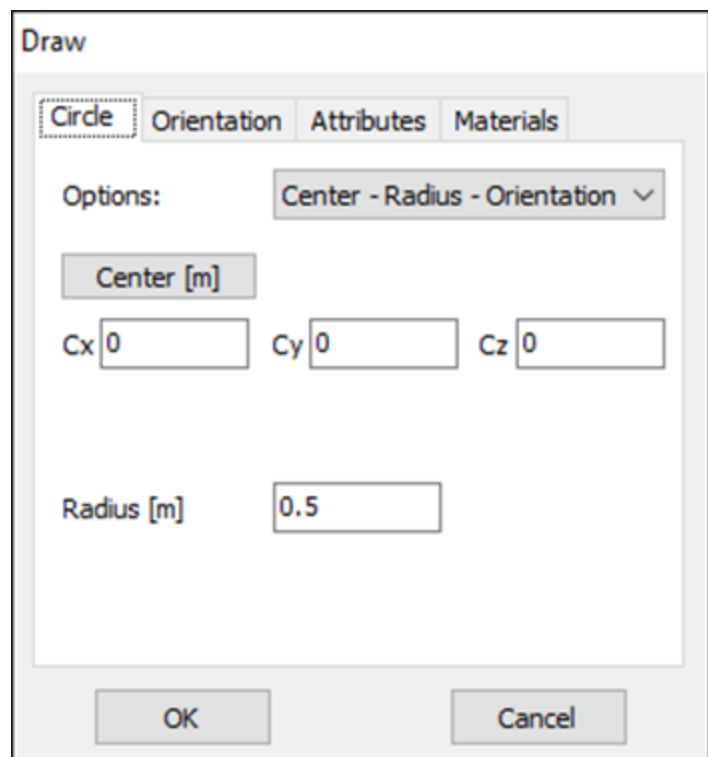 Draw
Circle Orientation Attributes Materials
Options: Center - Radius - Orientation
Center [m]
Cx 0 Cy 0 Cz 0
Radius [m] 0.5
OK Cancel